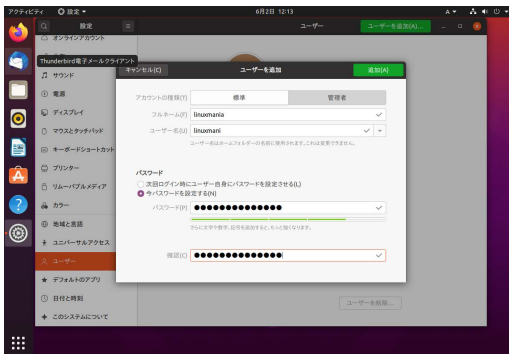 アクティビティ 設定 6月2日 12:13 A
設定 ユーザー ユーザーを追加(A)...
オンラインアカウント
Thunderbird電子メールクライアント
サウンド
電源
ディスプレイ
マウスとタッチパッド
キーボードショートカット
プリンター
リムーバブルメディア
カラー
地域と言語
ユニバーサルアクセス
ユーザー
デフォルトのアプリ
日付と時刻
このシステムについて
キャンセル(C) ユーザーを追加 追加(A)
アカウントの種類(T) 標準 管理者
フルネーム(F) linuxmania
ユーザー名(U) linuxmani
ユーザー名はホームフォルダーの名前に使用されます。これは変更できません。
パスワード
次回ログイン時にユーザー自身にパスワードを設定させる(L)
今パスワードを設定する(N)
パスワード(P)
さらに文字や数字、記号を追加すると、もっと強くなります。
確認(C)
ユーザーを削除...